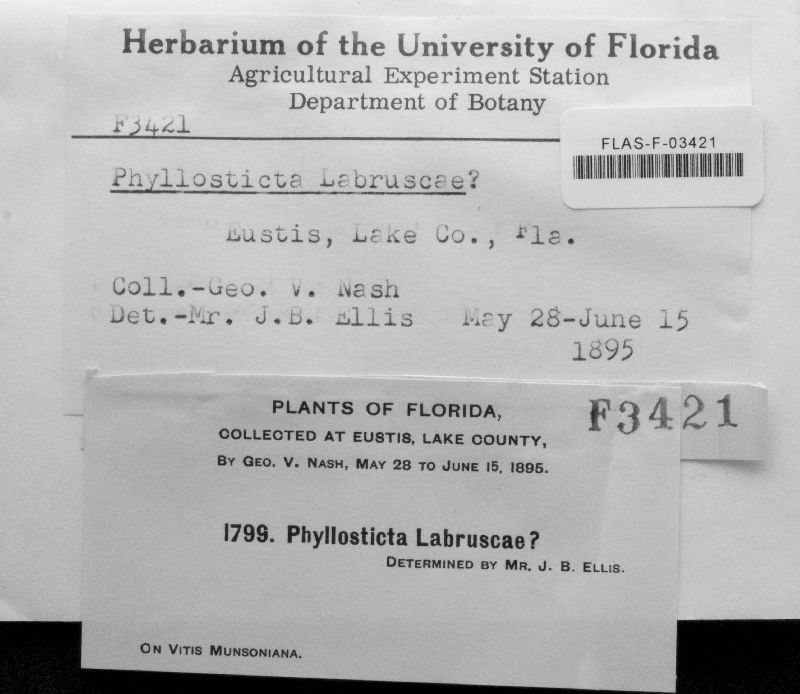 Herbarium of the University of Florida
Agricultural Experiment Station
Department of Botany
F3421
FLAS-F-03421
Phyllosticta Labruscae?
Eustis, Lake Co., Fla.
Coll.-Geo. V. Nash
Det.-Mr. J.B. Ellis May 28-June 15
1895
F3421
PLANTS OF FLORIDA,
COLLECTED AT EUSTIS, LAKE COUNTY,
BY GEO. V. NASH, MAY 28 TO JUNE 15, 1895.
1799. Phyllosticta Labruscae?
DETERMINED BY MR. J. B. ELLIS.
ON VITIS MUNSONIANA.